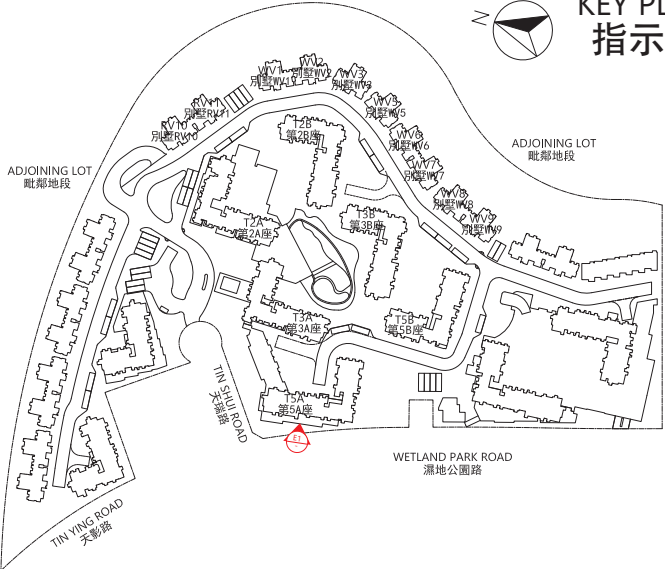 KEY PL
指示
N
WV1
別墅WV1
WV2
別墅WV2
WV3
別墅WV3
RV11
別墅RV11
RV10
別墅RV10
WV5
別墅WV5
WV6
別墅WV6
WV7
別墅WV7
WV8
別墅WV8
WV9
別墅WV9
ADJOINING LOT
毗鄰地段
ADJOINING LOT
毗鄰地段
T2B
第2B座
T2A
第2A座
T3B
第3B座
T3A
第3A座
T5B
第5B座
T5A
第5A座
E1
TIN SHUI ROAD
天瑞路
WETLAND PARK ROAD
濕地公園路
TIN YING ROAD
天影路